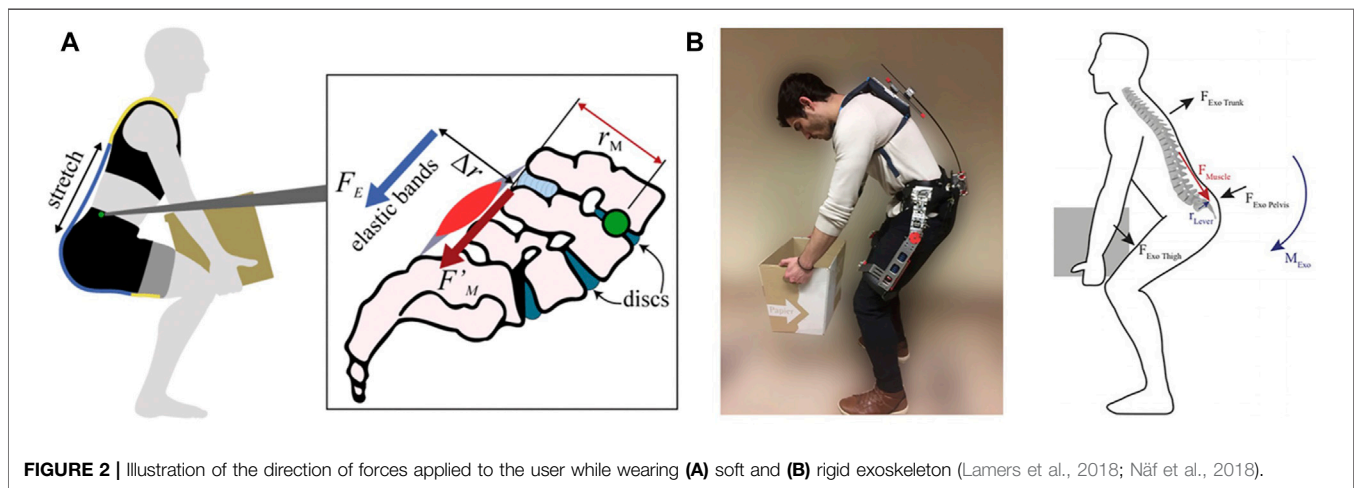 A
stretch
F_E
elastic bands
Δr
r_M
F'_M
discs
B
Papier
F_Exo Trunk
F_Muscle
F_Exo Pelvis
r_Lever
F_Exo Thigh
M_Exo
FIGURE 2 | Illustration of the direction of forces applied to the user while wearing (A) soft and (B) rigid exoskeleton (Lamers et al., 2018; Näf et al., 2018).